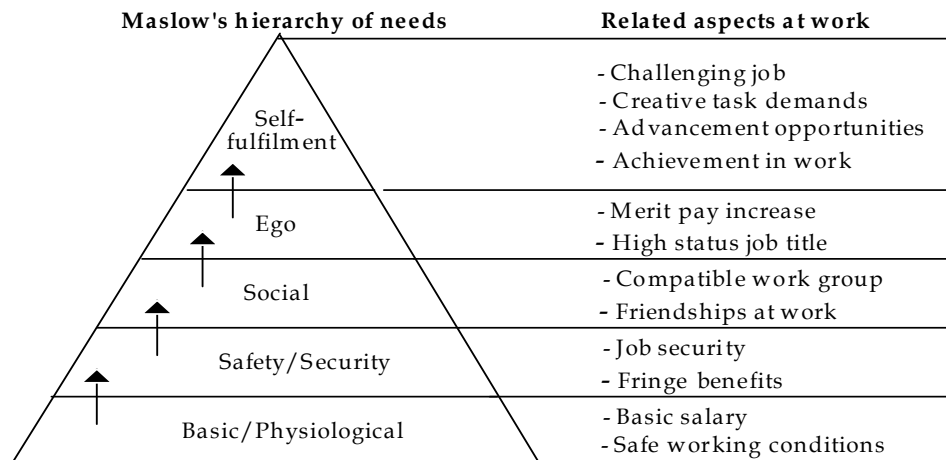 Maslow's hierarchy of needs
Related aspects at work
Self-
fulfilment
- Challenging job
- Creative task demands
- Advancement opportunities
- Achievement in work
Ego
- Merit pay increase
- High status job title
Social
- Compatible work group
- Friendships at work
Safety/Security
- Job security
- Fringe benefits
Basic/Physiological
- Basic salary
- Safe working conditions